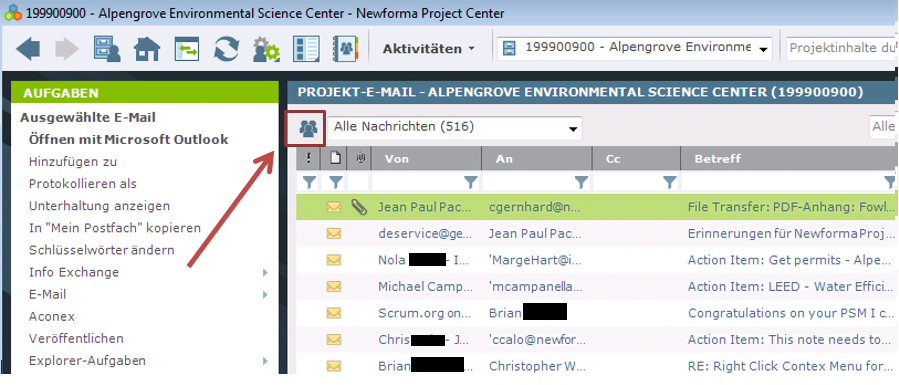 199900900 - Alpengrove Environmental Science Center - Newforma Project Center
Aktivitäten
199900900 - Alpengrove Environme
Projektinhalte du
AUFGABEN
Ausgewählte E-Mail
Öffnen mit Microsoft Outlook
Hinzufügen zu
Protokollieren als
Unterhaltung anzeigen
In "Mein Postfach" kopieren
Schlüsselwörter ändern
Info Exchange
E-Mail
Aconex
Veröffentlichen
Explorer-Aufgaben
PROJEKT-E-MAIL - ALPENGROVE ENVIRONMENTAL SCIENCE CENTER (199900900)
Alle Nachrichten (516)
Alle
! Von An Cc Betreff
Jean Paul Pac... cgernhard@n... File Transfer: PDF-Anhang: Fowl
deservice@ge... Jean Paul Pac... Erinnerungen für Newforma Proj
Nola - I... 'MargeHart@i... Action Item: Get permits - Alpe
Michael Camp... 'mcampanella... Action Item: LEED - Water Effici
Scrum.org on... Brian Congratulations on your PSM I c
Chris - J... 'ccalo@newfor... Action Item: This note needs to
Brian Christopher W... RE: Right Click Contex Menu for